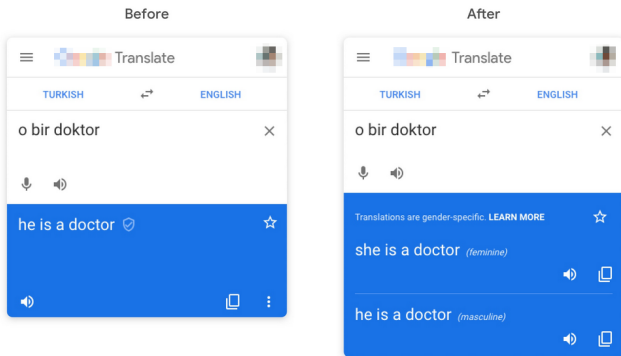 Before
Translate
TURKISH
ENGLISH
o bir doktor
he is a doctor
After
Translate
TURKISH
ENGLISH
o bir doktor
Translations are gender-specific. LEARN MORE
she is a doctor (feminine)
he is a doctor (masculine)